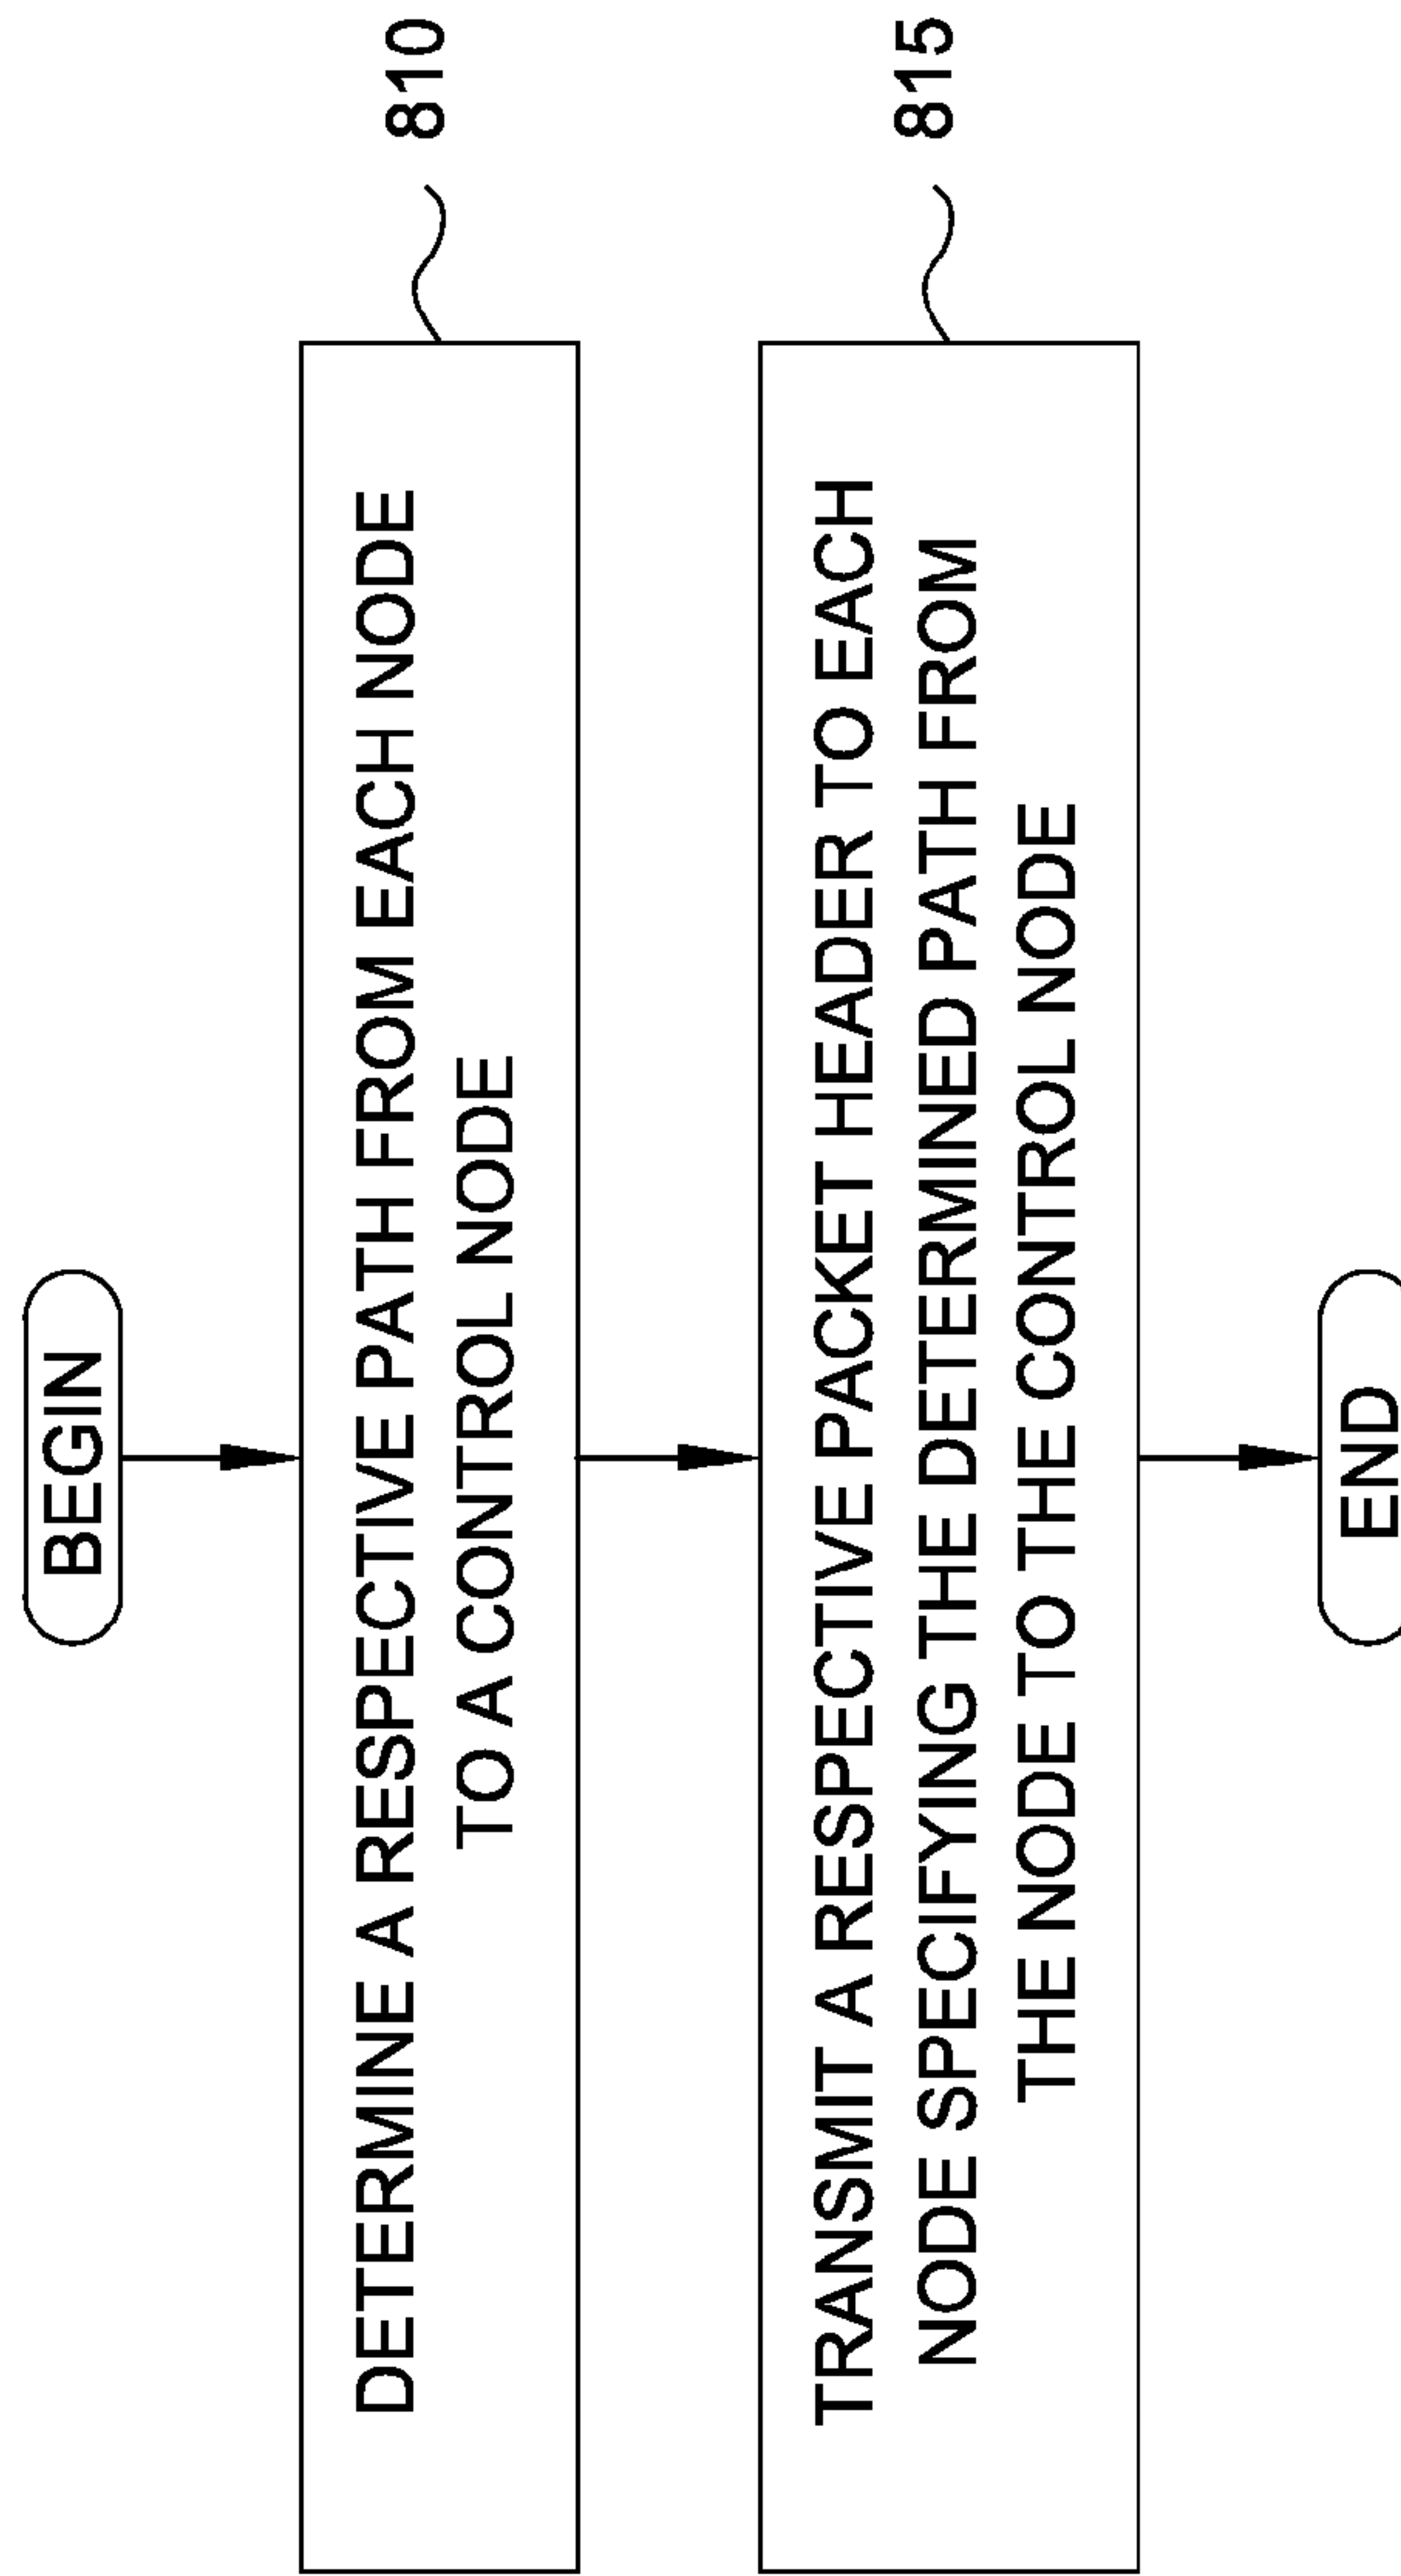 BEGIN
DETERMINE A RESPECTIVE PATH FROM EACH NODE
TO A CONTROL NODE
810
TRANSMIT A RESPECTIVE PACKET HEADER TO EACH
NODE SPECIFYING THE DETERMINED PATH FROM
THE NODE TO THE CONTROL NODE
815
END